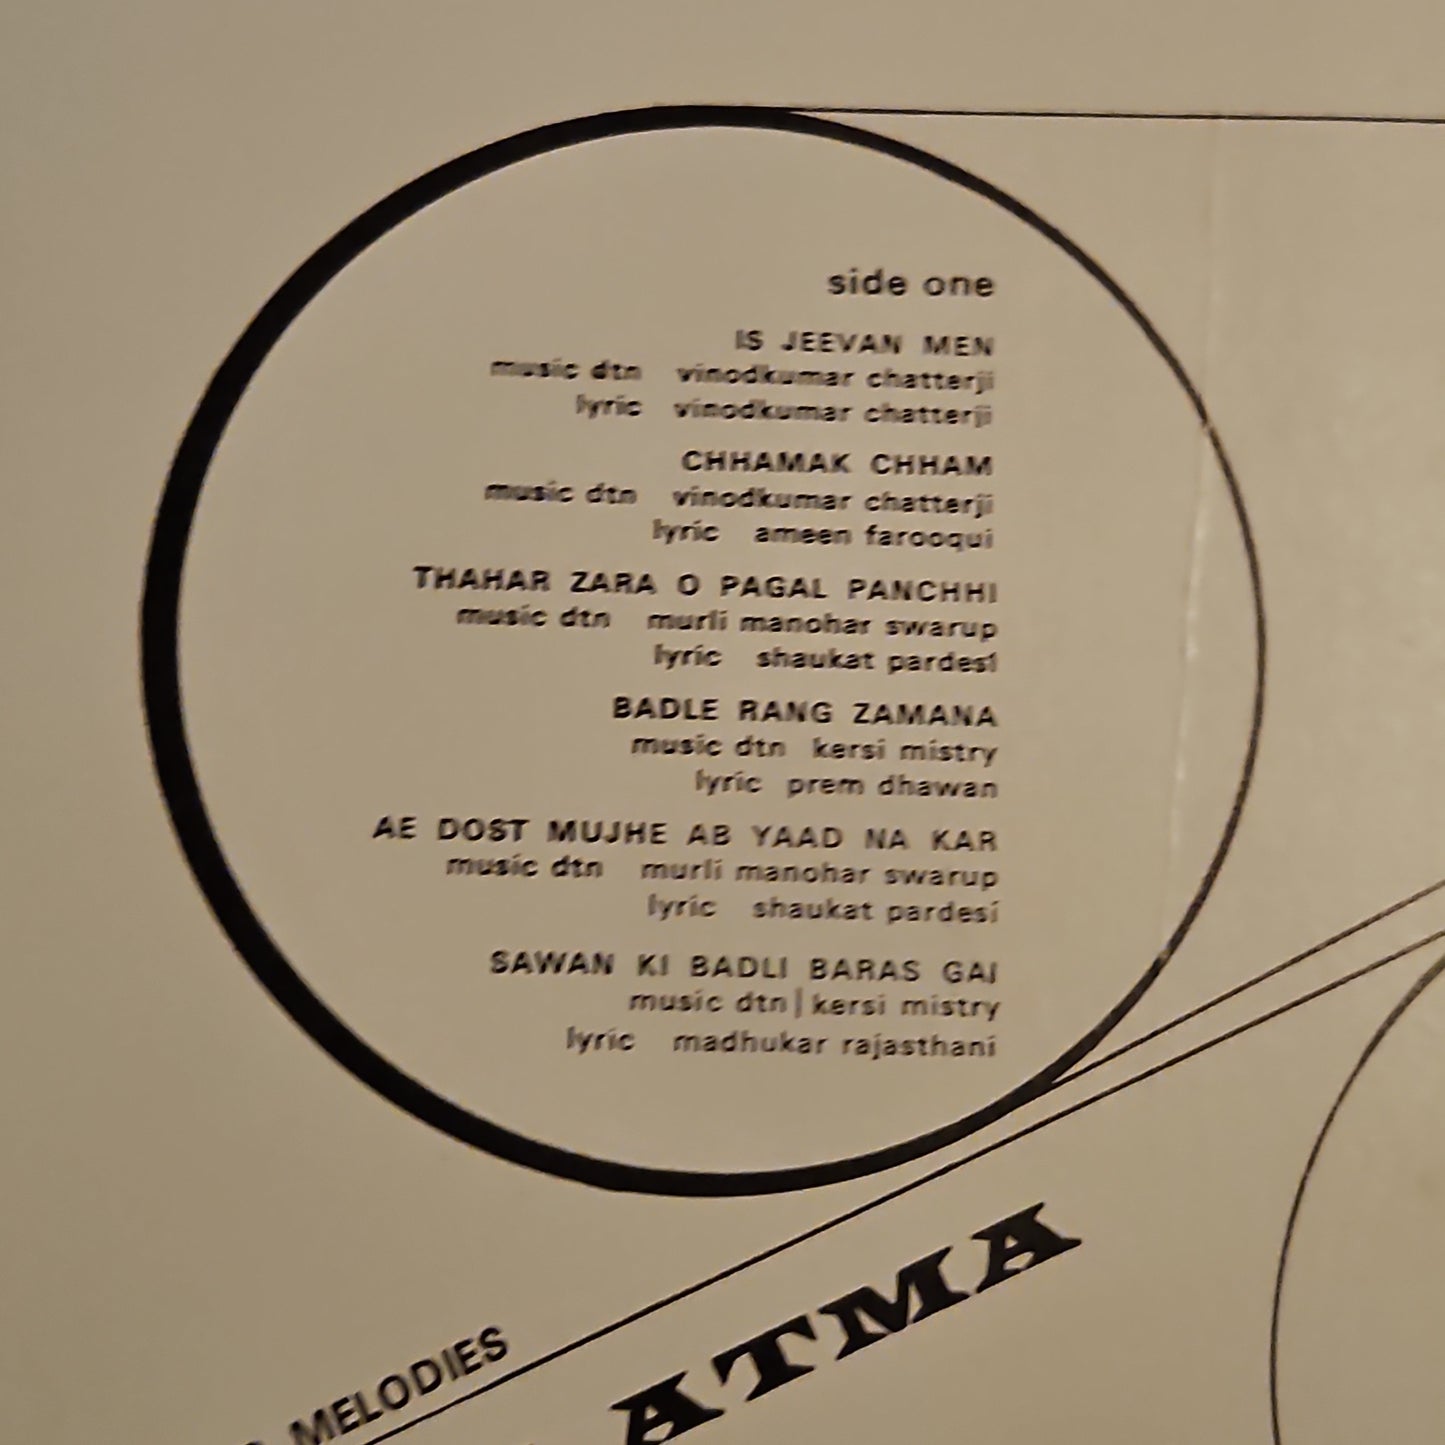 side one
IS JEEVAN MEN
music dtn vinodkumar chatterji
lyric vinodkumar chatterji
CHHAMAK CHHAM
music dtn vinodkumar chatterji
lyric ameen farooqui
THAHAR ZARA O PAGAL PANCHHI
music dtn murli manohar swarup
lyric shaukat pardesi
BADLE RANG ZAMANA
music dtn kersi mistry
lyric prem dhawan
AE DOST MUJHE AB YAAD NA KAR
music dtn murli manohar swarup
lyric shaukat pardesi
SAWAN KI BADLI BARAS GAI
music dtn| kersi mistry
lyric madhukar rajasthani
MELODIES
ATMA